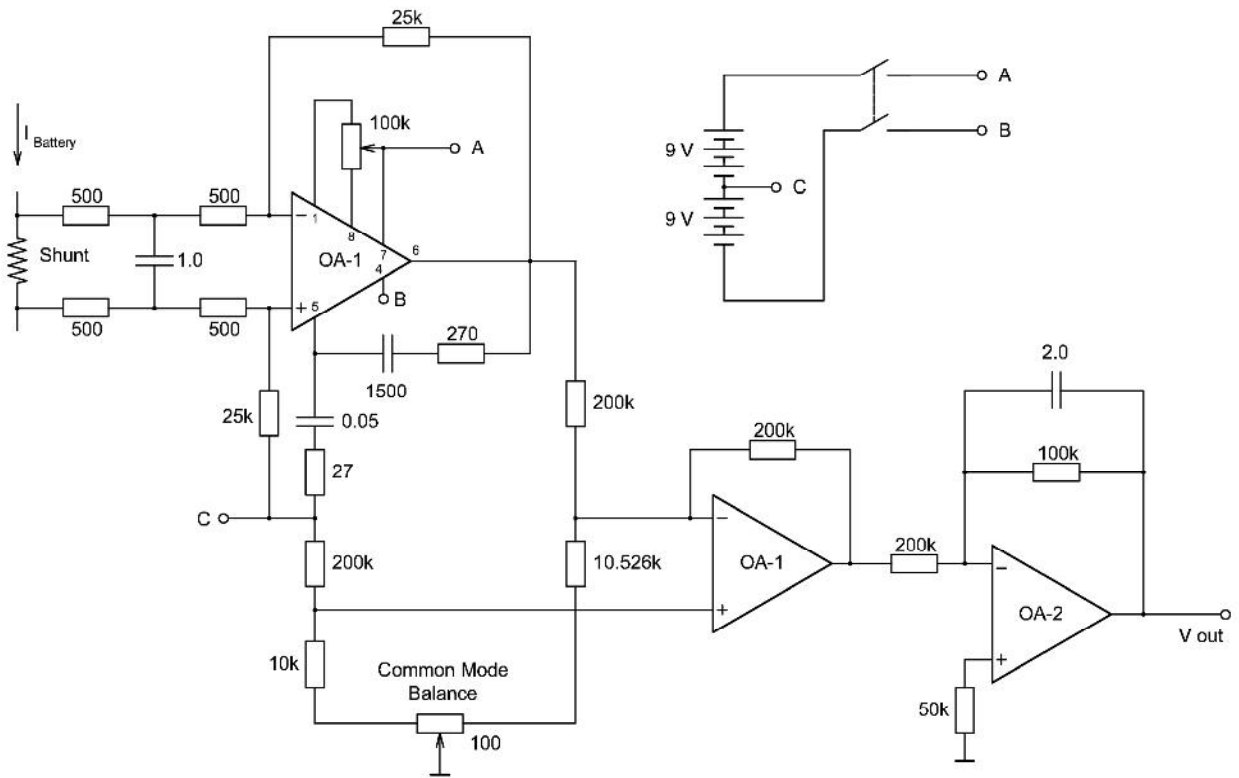 25k
I Battery
100k
A
500
500
1
8
Shunt
1.0
OA-1
7
6
4
5
B
500
500
270
1500
25k
0.05
200k
27
C
200k
10.526k
10k
Common Mode
Balance
100
A
B
9 V
C
9 V
200k
OA-1
200k
2.0
100k
OA-2
V out
50k